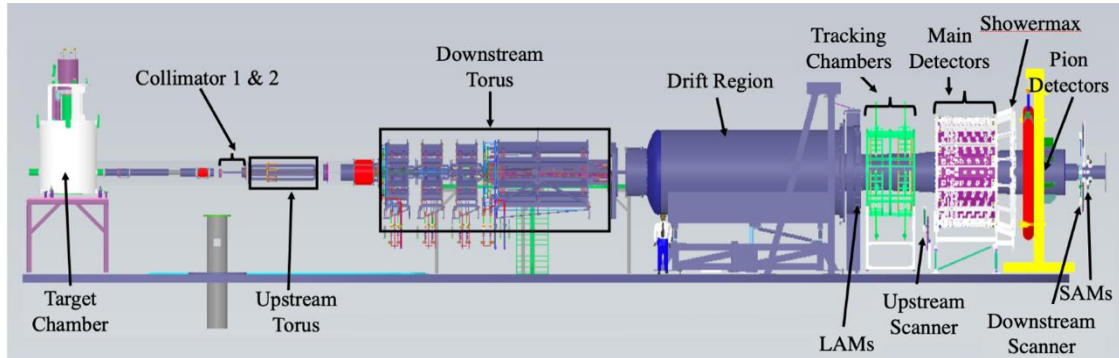 Collimator 1 & 2
Downstream
Torus
Drift Region
Tracking
Chambers
Main
Detectors
Showermax
Pion
Detectors
Target
Chamber
Upstream
Torus
LAMs
Upstream
Scanner
Downstream
Scanner
SAMs